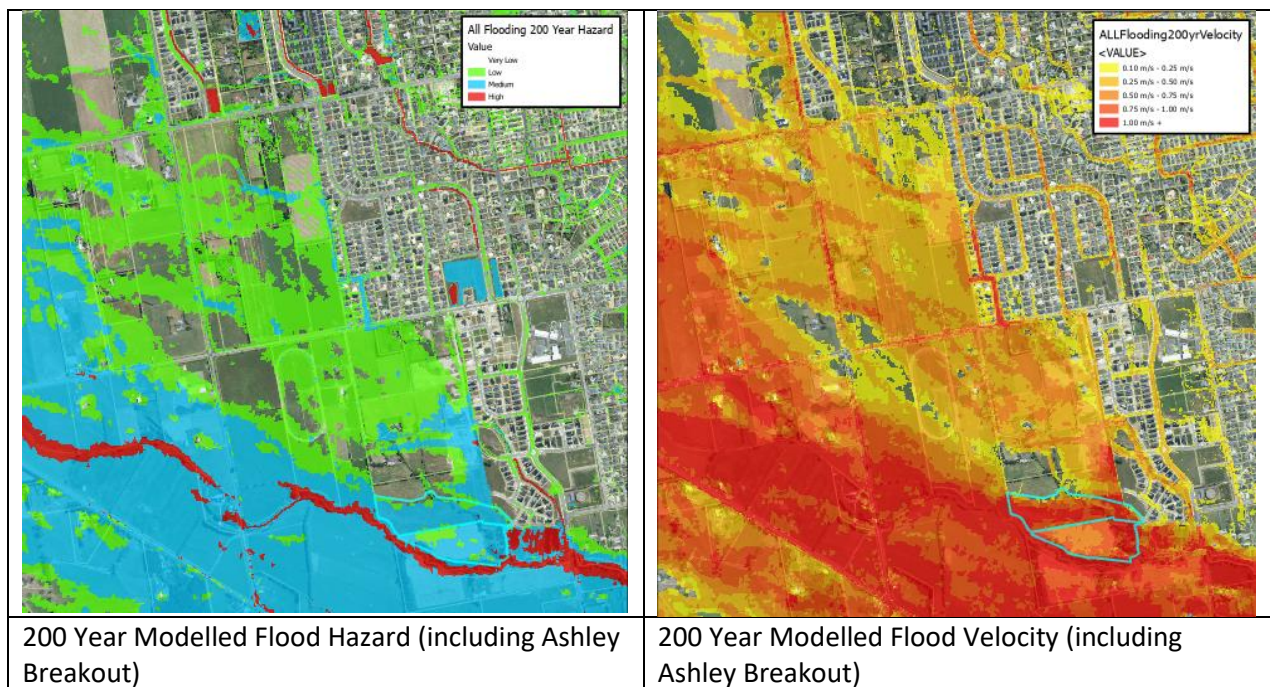 All Flooding 200 Year Hazard
Value
Very Low
Low
Medium
High
ALLFlooding200yrVelocity
<VALUE>
0.10 m/s - 0.25 m/s
0.25 m/s - 0.50 m/s
0.50 m/s - 0.75 m/s
0.75 m/s - 1.00 m/s
1.00 m/s +
200 Year Modelled Flood Hazard (including Ashley
Breakout)
200 Year Modelled Flood Velocity (including
Ashley Breakout)